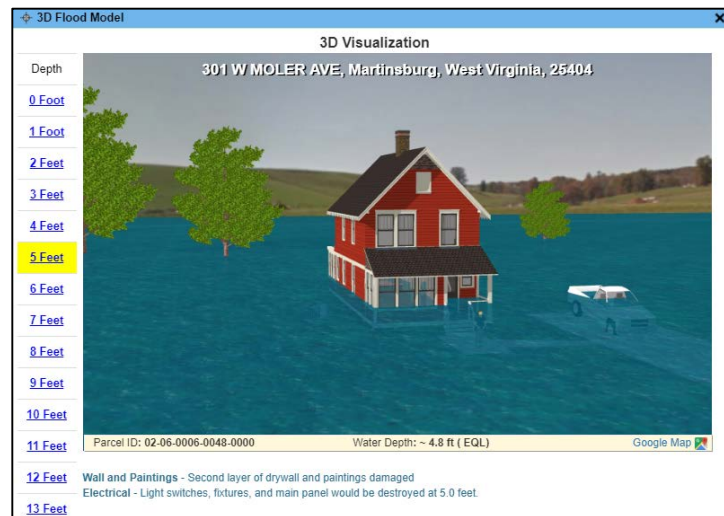 3D Flood Model
3D Visualization
Depth
0 Foot
1 Foot
2 Feet
3 Feet
4 Feet
5 Feet
6 Feet
7 Feet
8 Feet
9 Feet
10 Feet
11 Feet
12 Feet
13 Feet
301 W MOLER AVE, Martinsburg, West Virginia, 25404
Parcel ID: 02-06-0006-0048-0000 Water Depth: ~ 4.8 ft ( EQL) Google Map
Wall and Paintings - Second layer of drywall and paintings damaged
Electrical - Light switches, fixtures, and main panel would be destroyed at 5.0 feet.